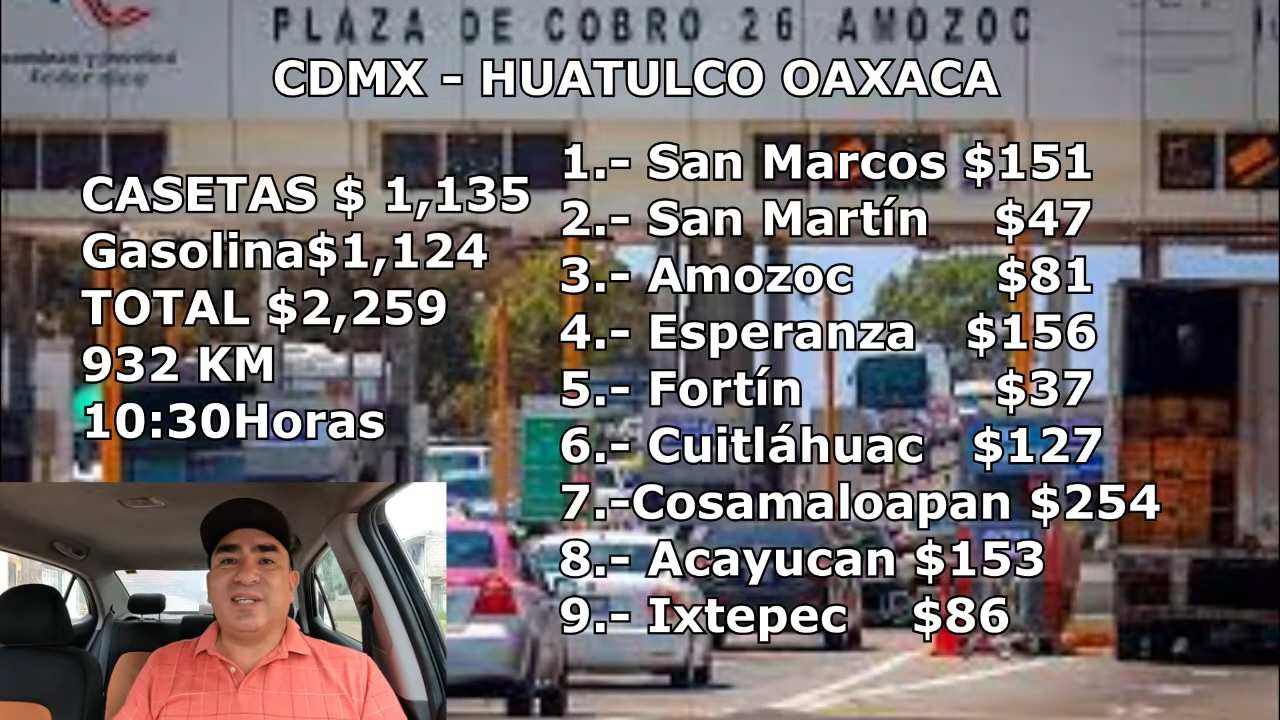 PLAZA DE COBRO 26 AMOZOC
CDMX - HUATULCO OAXACA
CASETAS $ 1,135
Gasolina$1,124
TOTAL $2,259
932 KM
10:30Horas
1.- San Marcos $151
2.- San Martín $47
3.- Amozoc $81
4.- Esperanza $156
5.- Fortín $37
6.- Cuitláhuac $127
7.-Cosamaloapan $254
8.- Acayucan $153
9.- Ixtepec $86